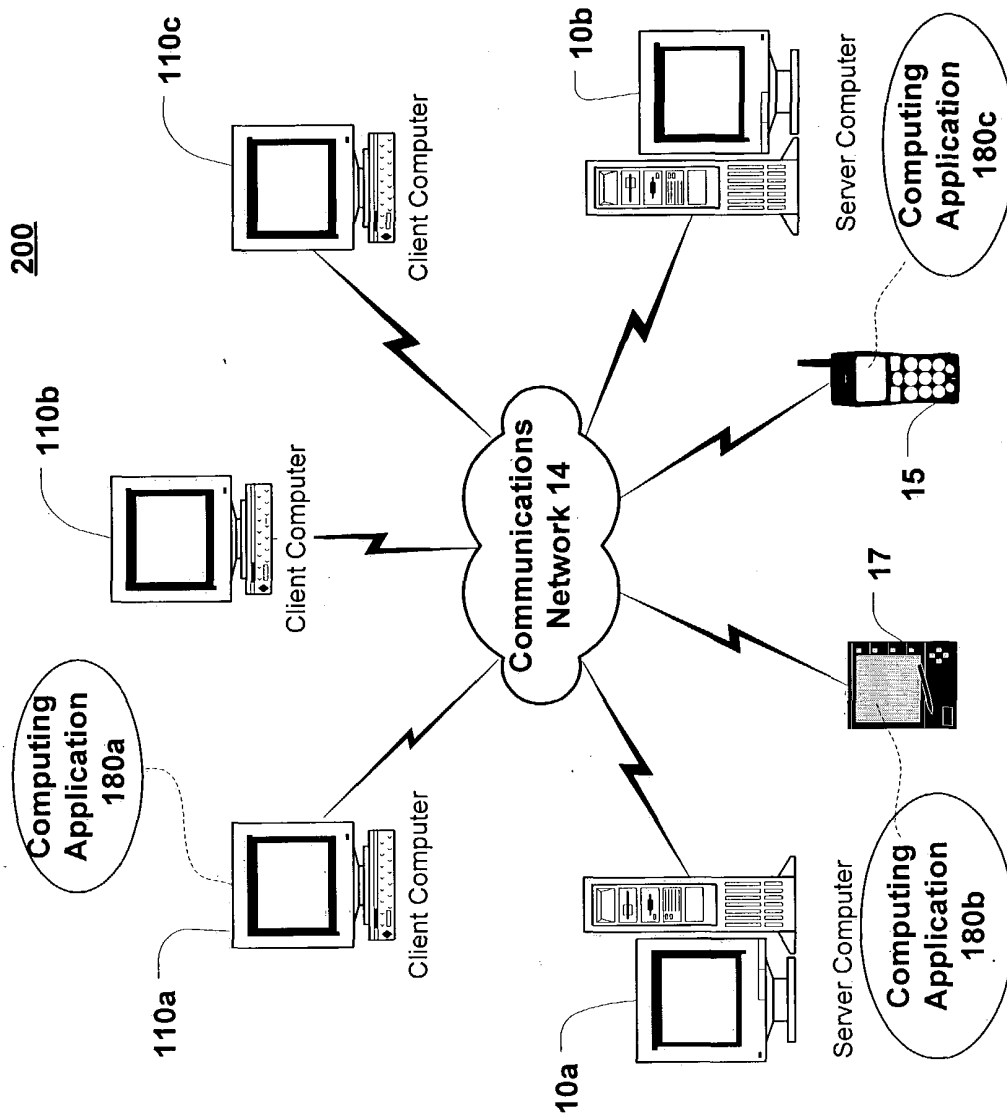 200
110a
Computing
Application
180a
Client Computer
110b
Client Computer
110c
Client Computer
Communications
Network 14
10a
Server Computer
Computing
Application
180b
17
15
10b
Server Computer
Computing
Application
180c